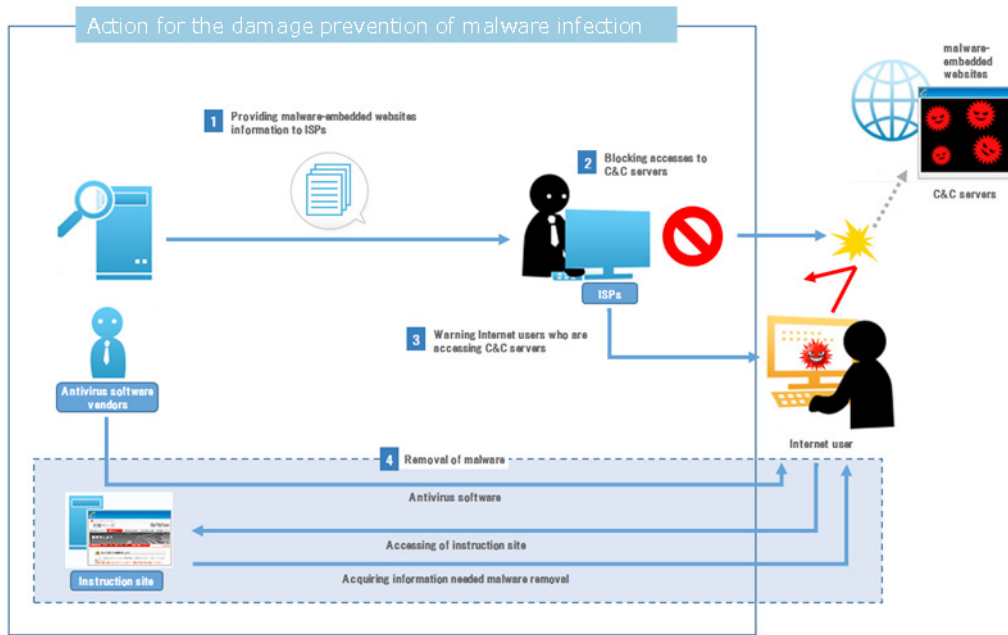 Action for the damage prevention of malware infection
malware-
embedded
websites
1
Providing malware-embedded websites
information to ISPs
2
Blocking accesses to
C&C servers
C&C servers
ISPs
3
Warning Internet users who are
accessing C&C servers
Antivirus software
vendors
Internet user
4
Removal of malware
Antivirus software
Accessing of instruction site
Instruction site
Acquiring information needed malware removal